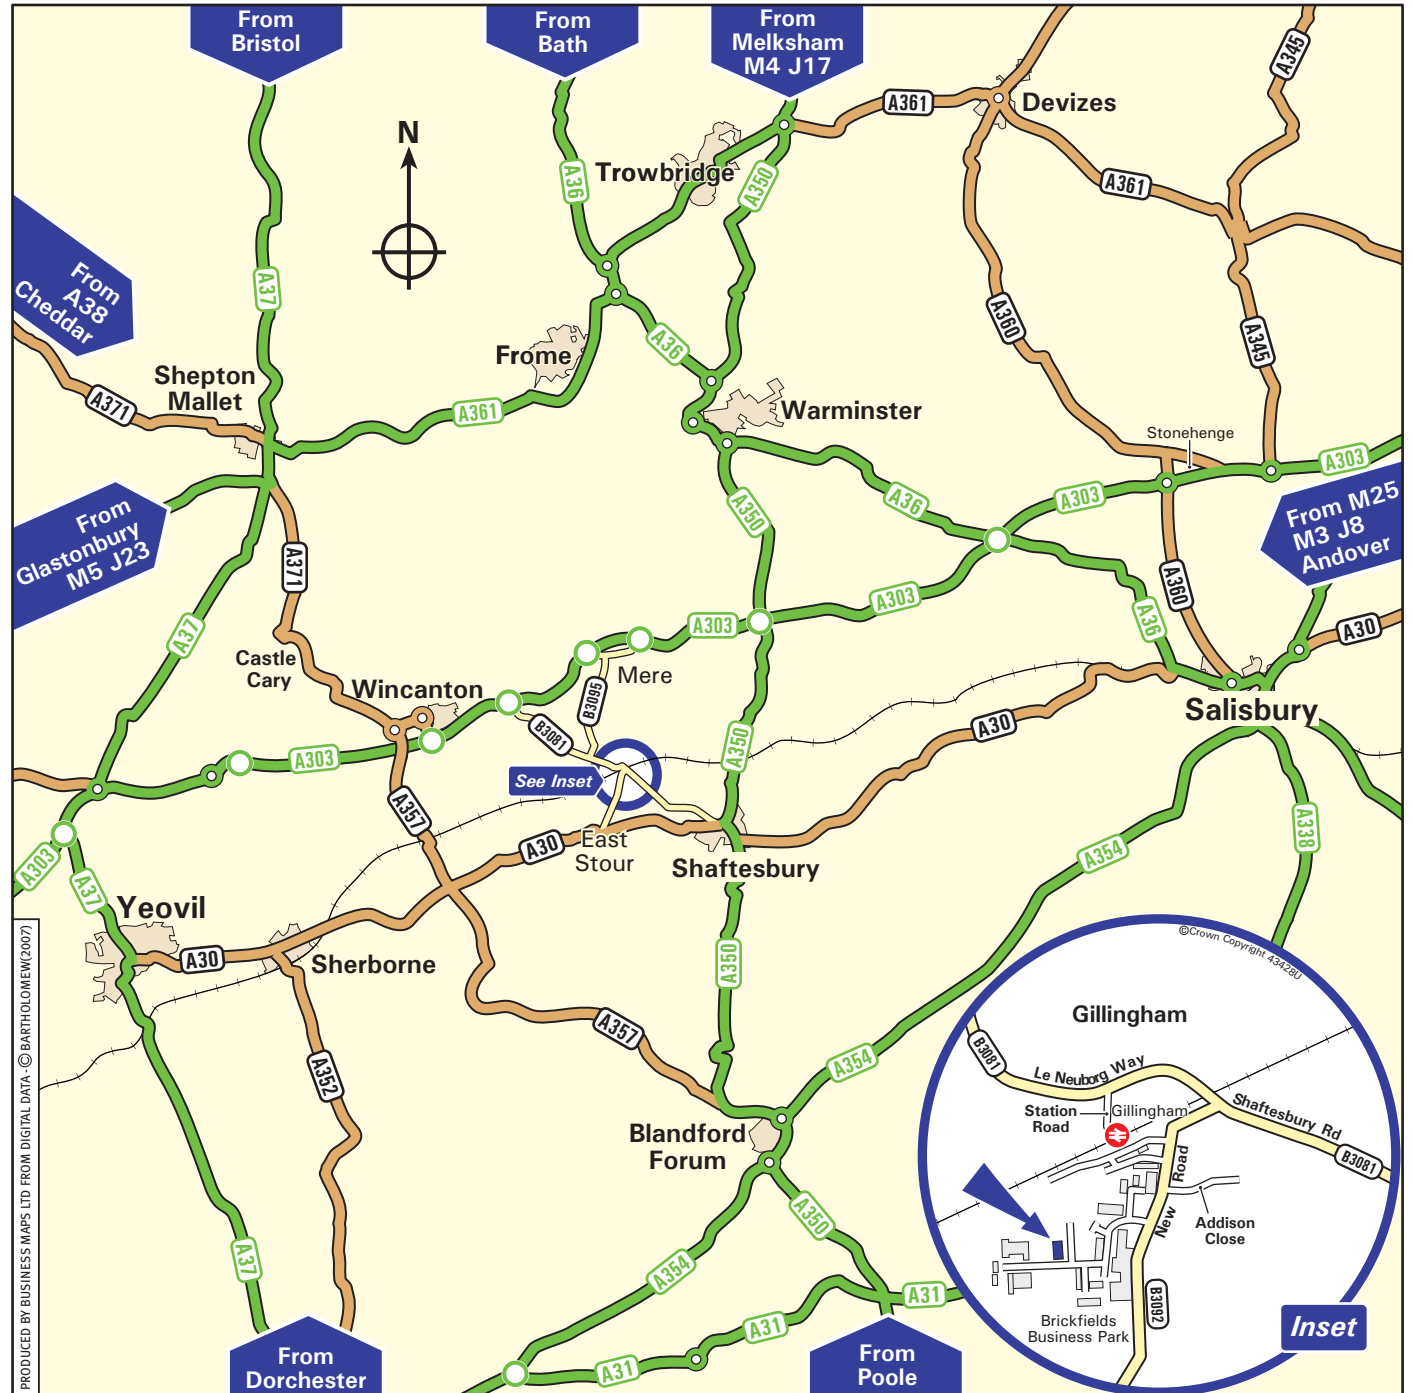 From
Bristol
From
Bath
From
Melksham
M4 J17
A345
A361
Devizes
N
Trowbridge
A36
A350
A361
From
A38
Cheddar
A37
A360
A345
A36
Frome
Shepton
Mallet
A371
A361
Warminster
Stonehenge
A303
A303
A36
A350
From M25
M3 J8
Andover
From
Glastonbury
M5 J23
A371
A360
A303
A303
A36
A37
A30
Castle
Cary
Mere
Wincanton
B3095
Salisbury
B3081
A30
A350
A303
See Inset
A357
A338
East
Stour
A30
Shaftesbury
A354
A303
A37
Yeovil
A30
Sherborne
A350
A357
A352
A354
Blandford
Forum
A350
A37
A354
A31
A31
A31
From
Dorchester
From
Poole
©Crown Copyright 43428U
Gillingham
B3081
Le Neuborg Way
Station
Road
Gillingham
Shaftesbury Rd
B3081
New Road
Addison
Close
B3092
Brickfields
Business Park
Inset
PRODUCED BY BUSINESS MAPS LTD FROM DIGITAL DATA - © BARTHOLOMEW(2007)